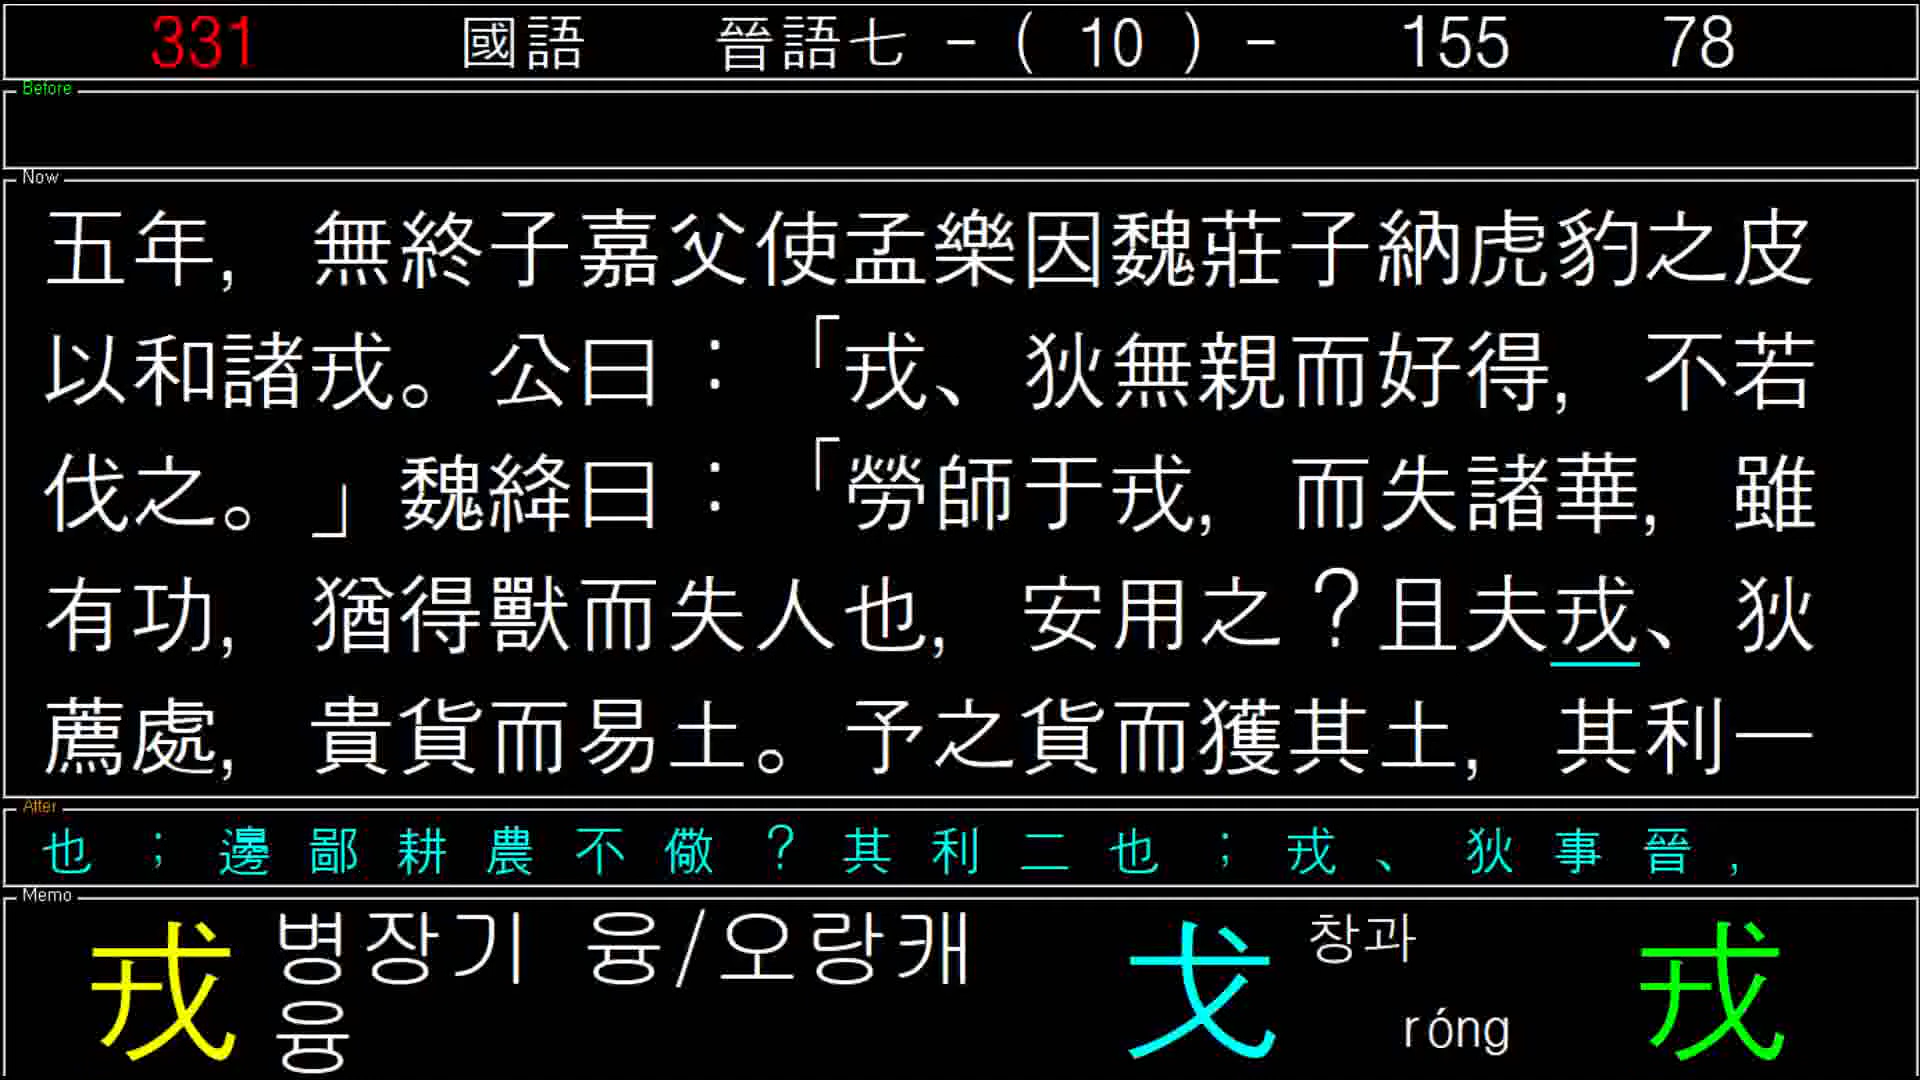 331 國語 晉語七 - ( 10 ) - 155 78
Before
Now
五年, 無終子嘉父使孟樂因魏莊子納虎豹之皮
以和諸戎。公曰：「戎、狄無親而好得, 不若
伐之。」魏絳曰：「勞師于戎, 而失諸華, 雖
有功, 猶得獸而失人也, 安用之？且夫戎、狄
薦處, 貴貨而易土。予之貨而獲其土, 其利一
After
也；邊鄙耕農不儆？其利二也；戎、狄事晉,
Memo
戎 병장기 융/오랑캐 융 戈 창과 róng 戎